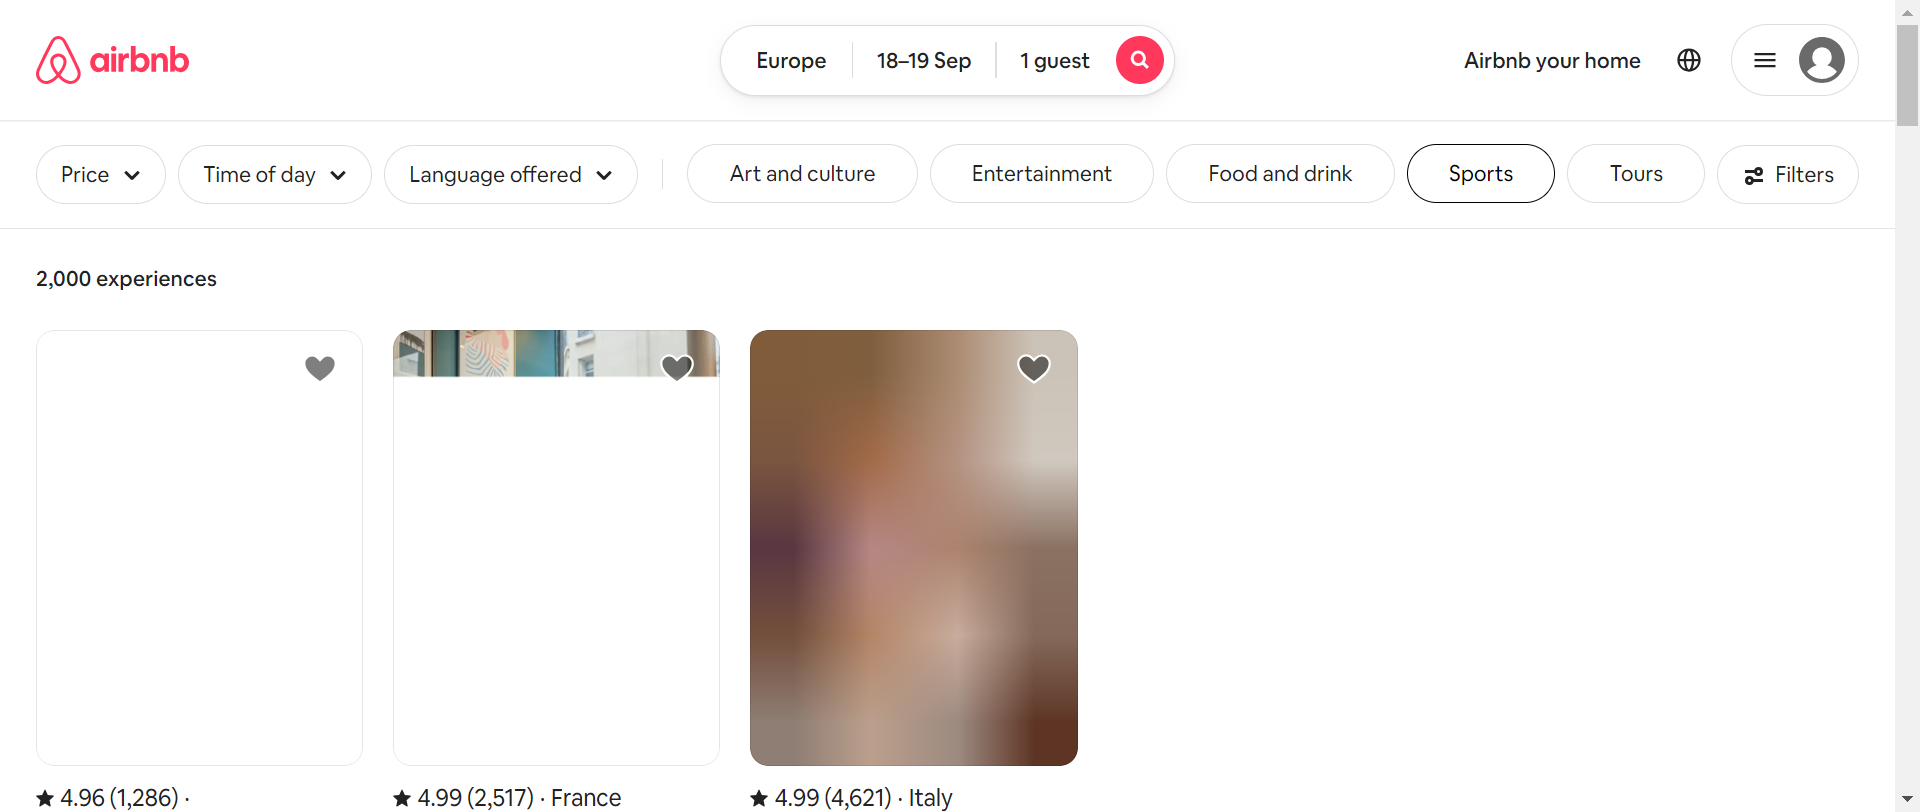 airbnb
Europe
18–19 Sep
1 guest
Airbnb your home
Price
Time of day
Language offered
Art and culture
Entertainment
Food and drink
Sports
Tours
Filters
2,000 experiences
4.96 (1,286) ·
4.99 (2,517) · France
4.99 (4,621) · Italy